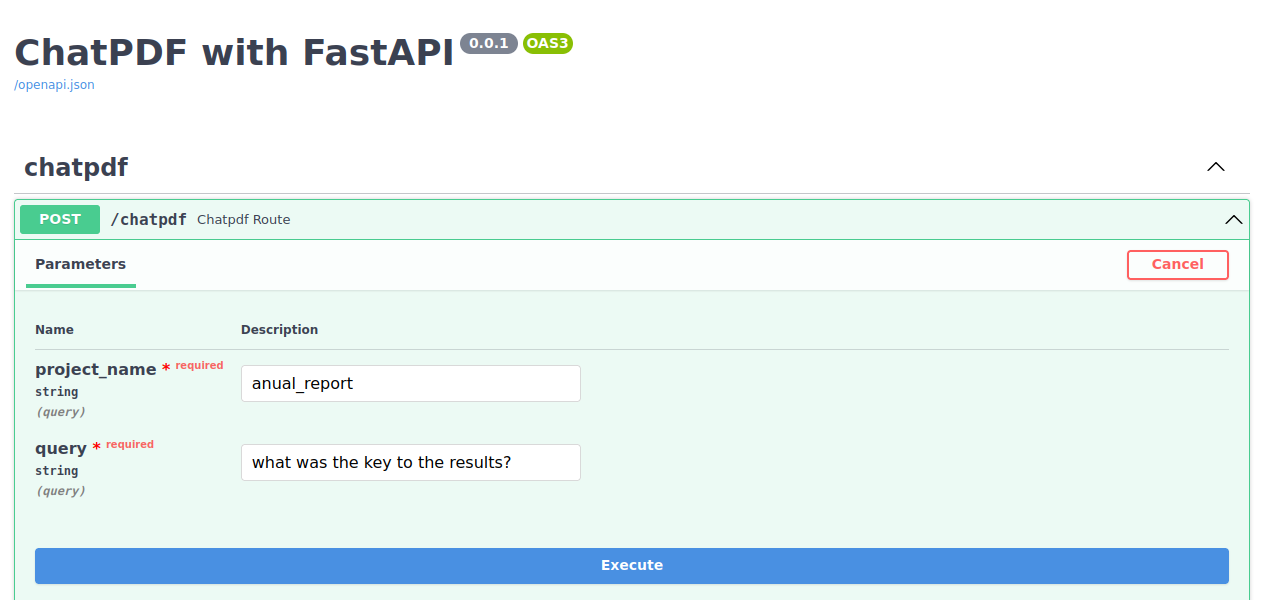 ChatPDF with FastAPI 0.0.1 OAS3
/openapi.json
chatpdf
POST /chatpdf Chatpdf Route
Parameters Cancel
Name Description
project_name * required
string
(query)
anual_report
query * required
string
(query)
what was the key to the results?
Execute